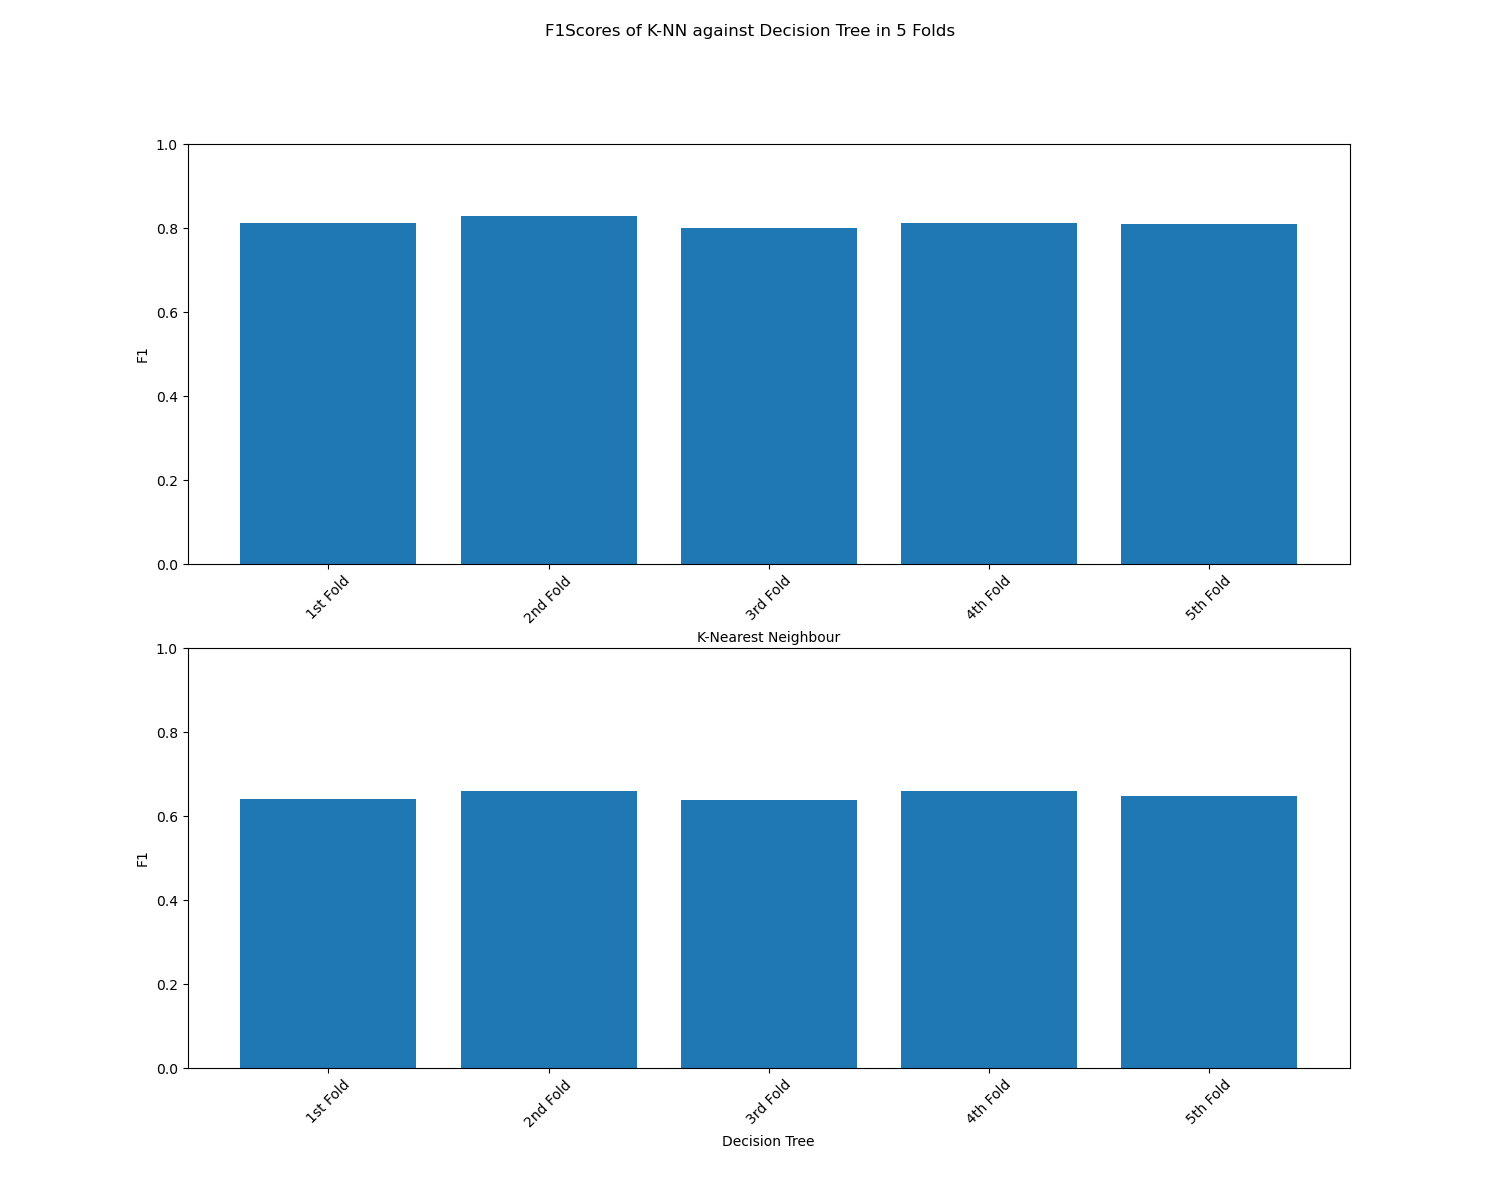 F1Scores of K-NN against Decision Tree in 5 Folds
1.0
0.8
0.6
0.4
0.2
0.0
F1
1st Fold
2nd Fold
3rd Fold
4th Fold
5th Fold
K-Nearest Neighbour
1.0
0.8
0.6
0.4
0.2
0.0
F1
1st Fold
2nd Fold
3rd Fold
4th Fold
5th Fold
Decision Tree